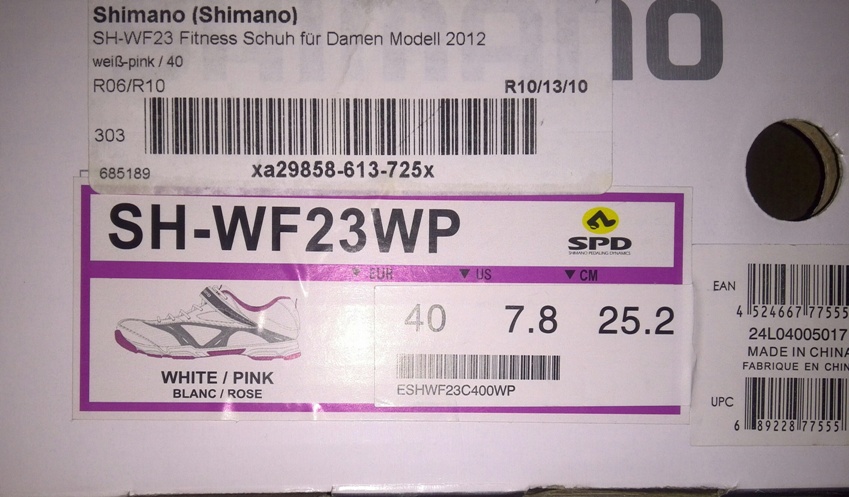 Shimano (Shimano)
SH-WF23 Fitness Schuh für Damen Modell 2012
weiß-pink / 40
R06/R10 R10/13/10
303
685189 xa29858-613-725x
SH-WF23WP
SPD
SHIMANO PEDALING DYNAMICS
▼ EUR ▼ US ▼ CM
40 7.8 25.2
WHITE / PINK
BLANC / ROSE
ESHWF23C400WP
EAN
4 524667 77555
24L04005017
MADE IN CHINA
FABRIQUE EN CHIN
UPC
6 89228 77555